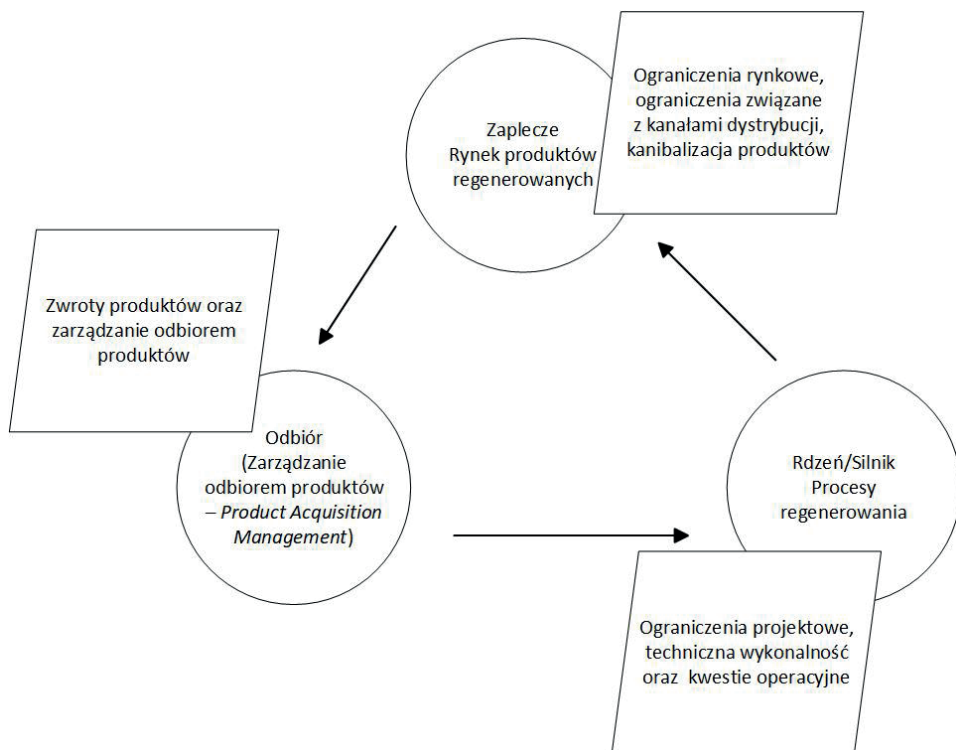 Ograniczenia rynkowe,
ograniczenia związane
z kanałami dystrybucji,
kanibalizacja produktów
Zaplecze
Rynek produktów
regenerowanych
Zwroty produktów oraz
zarządzanie odbiorem
produktów
Odbiór
(Zarządzanie
odbiorem produktów
– Product Acquisition
Management)
Rdzeń/Silnik
Procesy
regenerowania
Ograniczenia projektowe,
techniczna wykonalność
oraz kwestie operacyjne